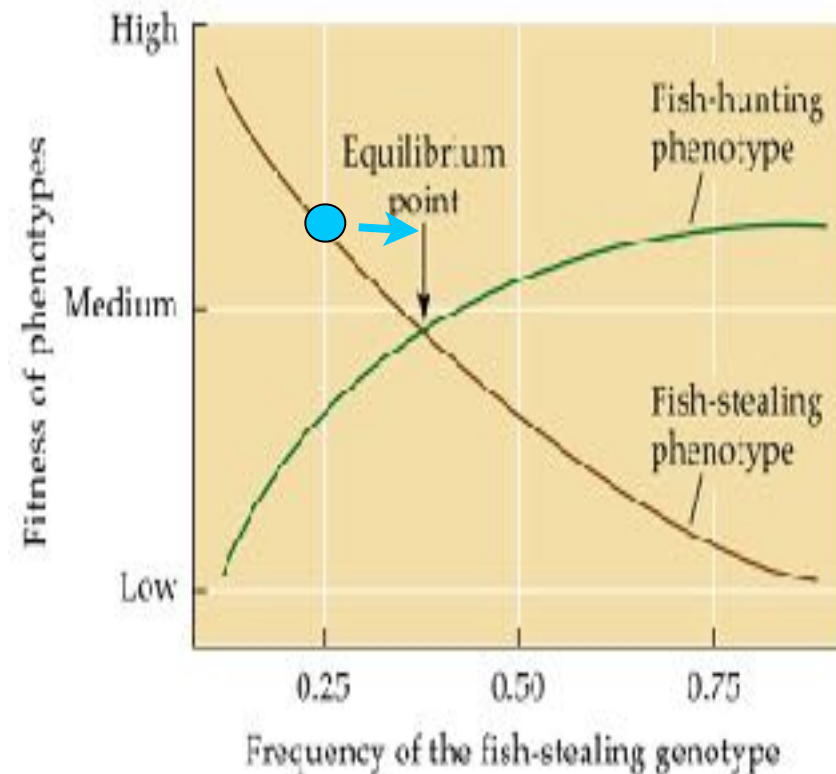 High
Medium
Low
Fitness of phenotypes
Equilibrium
point
Fish-hunting
phenotype
Fish-stealing
phenotype
0.25
0.50
0.75
Frequency of the fish-stealing genotype